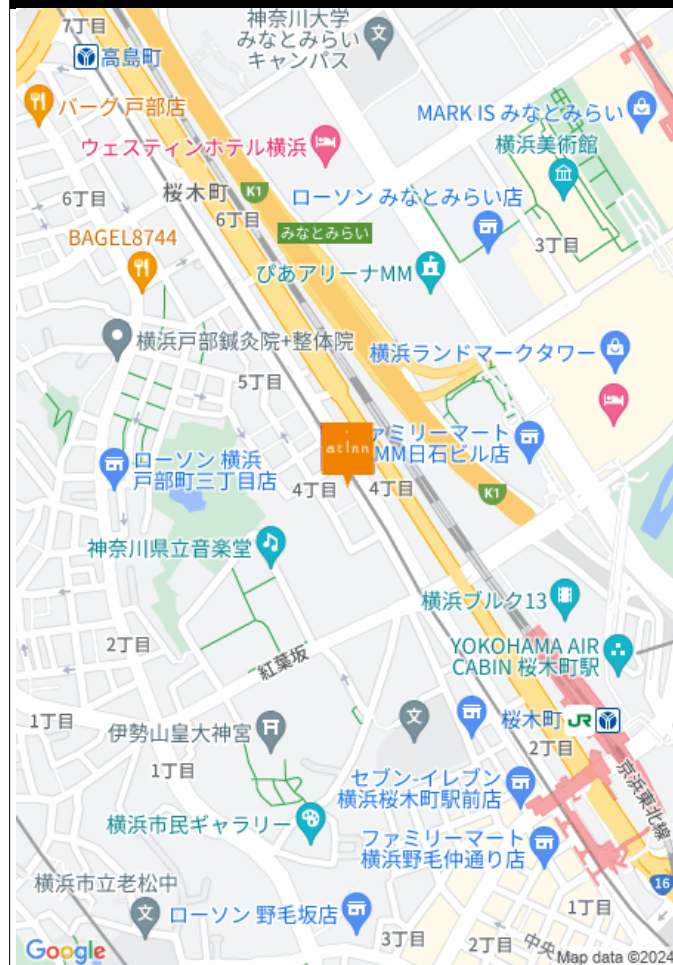 7丁目
高島町
神奈川大学
みなとみらい
キャンパス
文
バーグ 戸部店
MARK IS みなとみらい
ウェスティンホテル横浜
横浜美術館
6丁目
桜木町
K1
6丁目
ローソン みなとみらい店
みなとみらい
3丁目
BAGEL8744
ぴあアリーナMM
横浜戸部鍼灸院+整体院
横浜ランドマークタワー
5丁目
at inn
ァミリーマート
MM日石ビル店
ローソン 横浜
戸部町三丁目店
4丁目
4丁目
K1
神奈川県立音楽堂
横浜ブルク13
2丁目
紅葉坂
YOKOHAMA AIR
CABIN 桜木町駅
1丁目
伊勢山皇大神宮
文
桜木町
JR
2丁目
1丁目
セブン-イレブン
横浜桜木町駅前店
京浜東北線
横浜市民ギャラリー
ファミリーマート
横浜野毛仲通り店
横浜市立老松中
文
16
ローソン 野毛坂店
1丁目
3丁目
2丁目
中央
Google
Map data ©2024